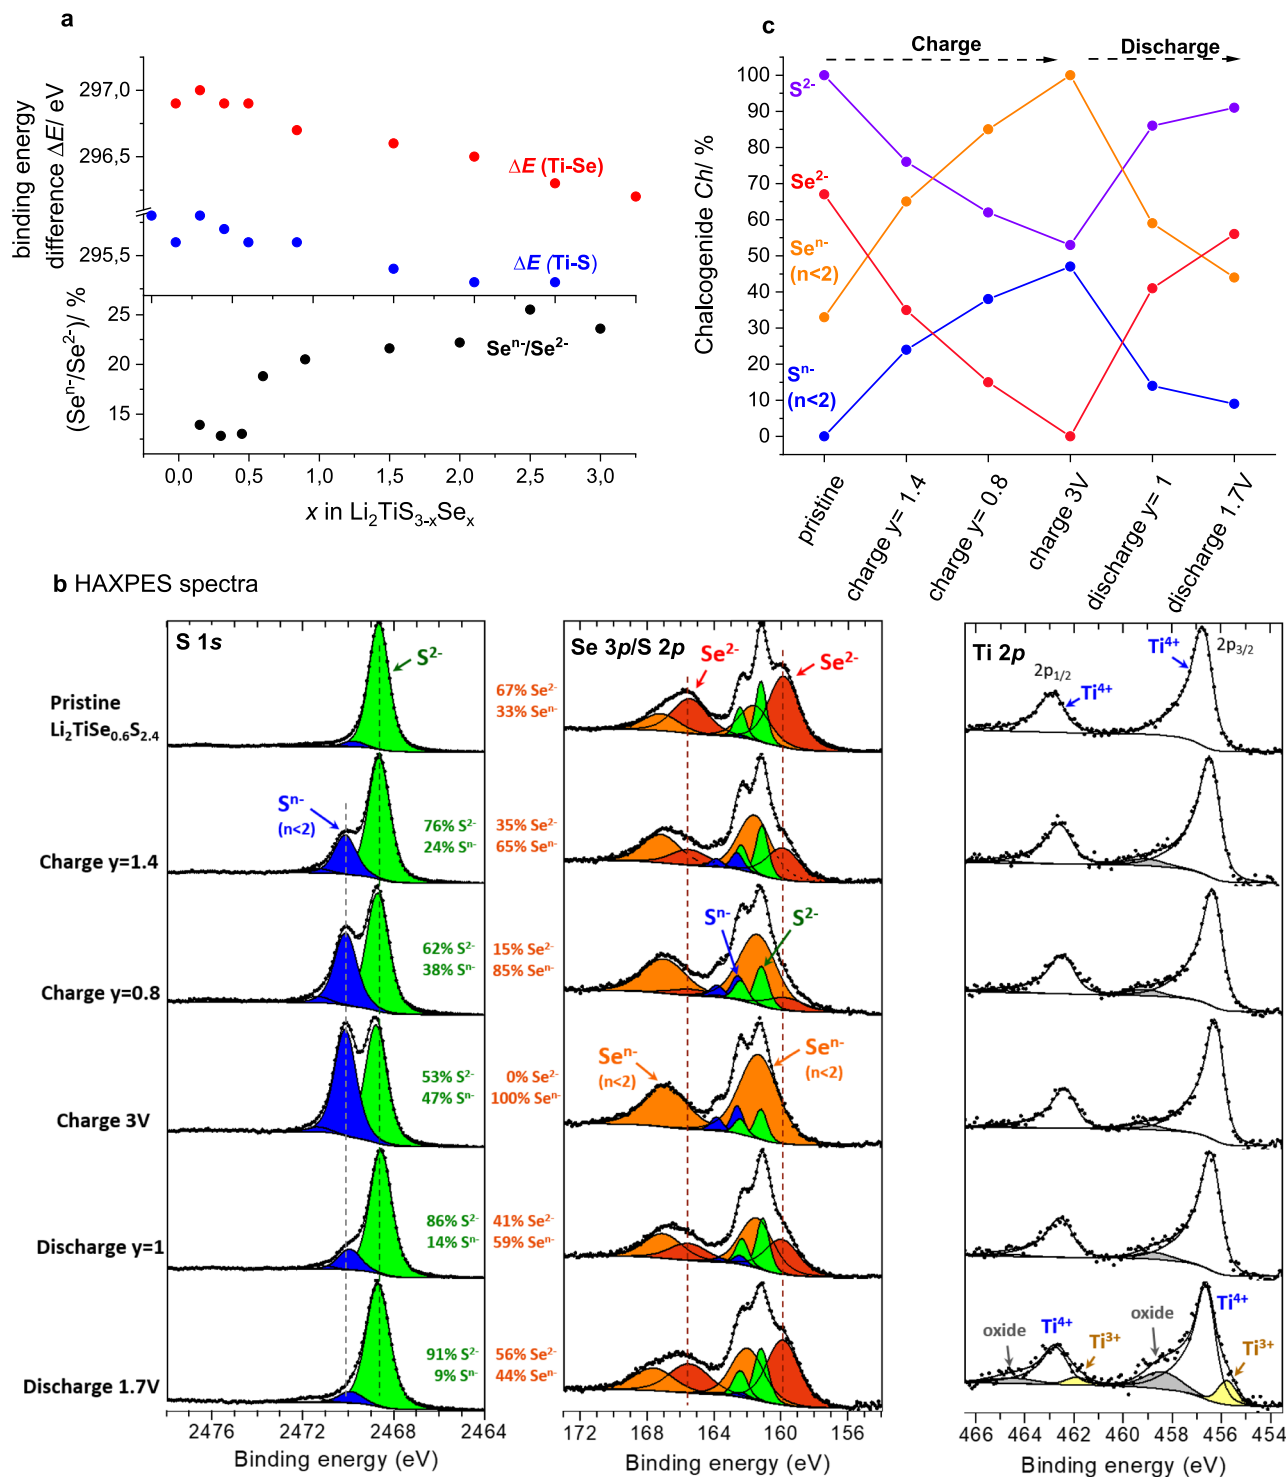 a
binding energy
difference ΔE/ eV
297,0
296,5
295,5
ΔE (Ti-Se)
ΔE (Ti-S)
(Seⁿ⁻/Se²⁻)/ %
25
20
15
Seⁿ⁻/Se²⁻
0,0 0,5 1,0 1,5 2,0 2,5 3,0
x in Li₂TiS₃₋ₓSeₓ
c
Charge
Discharge
Chalcogenide Ch/ %
100
90
80
70
60
50
40
30
20
10
0
S²⁻
Se²⁻
Seⁿ⁻
(n<2)
Sⁿ⁻
(n<2)
pristine
charge y= 1.4
charge y= 0.8
charge 3V
discharge y= 1
discharge 1.7V
b HAXPES spectra
S 1s
S²⁻
Pristine
Li₂TiSe₀.₆S₂.₄
Sⁿ⁻
(n<2)
76% S²⁻
24% Sⁿ⁻
Charge y=1.4
62% S²⁻
38% Sⁿ⁻
Charge y=0.8
53% S²⁻
47% Sⁿ⁻
Charge 3V
86% S²⁻
14% Sⁿ⁻
Discharge y=1
91% S²⁻
9% Sⁿ⁻
Discharge 1.7V
2476 2472 2468 2464
Binding energy (eV)
Se 3p/S 2p
Se²⁻
Se²⁻
67% Se²⁻
33% Seⁿ⁻
35% Se²⁻
65% Seⁿ⁻
Sⁿ⁻
S²⁻
15% Se²⁻
85% Seⁿ⁻
Seⁿ⁻
(n<2)
Seⁿ⁻
(n<2)
0% Se²⁻
100% Seⁿ⁻
41% Se²⁻
59% Seⁿ⁻
56% Se²⁻
44% Seⁿ⁻
172 168 164 160 156
Binding energy (eV)
Ti 2p
Ti⁴⁺
2p₃/₂
2p₁/₂
Ti⁴⁺
oxide
Ti⁴⁺
Ti³⁺
oxide
Ti⁴⁺
Ti³⁺
466 464 462 460 458 456 454
Binding energy (eV)